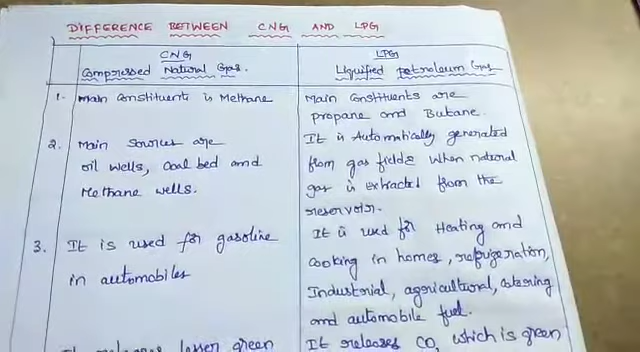 DIFFERENCE BETWEEN CNG AND LPG
CNG
Compressed Natural Gas.
LPG
Liquified petroleum Gas
1. Main Constituent is Methane
Main Constituents are
propane and Butane.
2. Main sources are
oil wells, Coal bed and
Methane wells.
It is Automatically generated
from gas fields when natural
gas is extracted from the
reservoir.
3. It is used for gasoline
in automobiles
It is used for Heating and
cooking in homes, refrigeration,
Industrial, agricultural, catering
and automobile fuel.
lesser green
It releases CO2 which is green